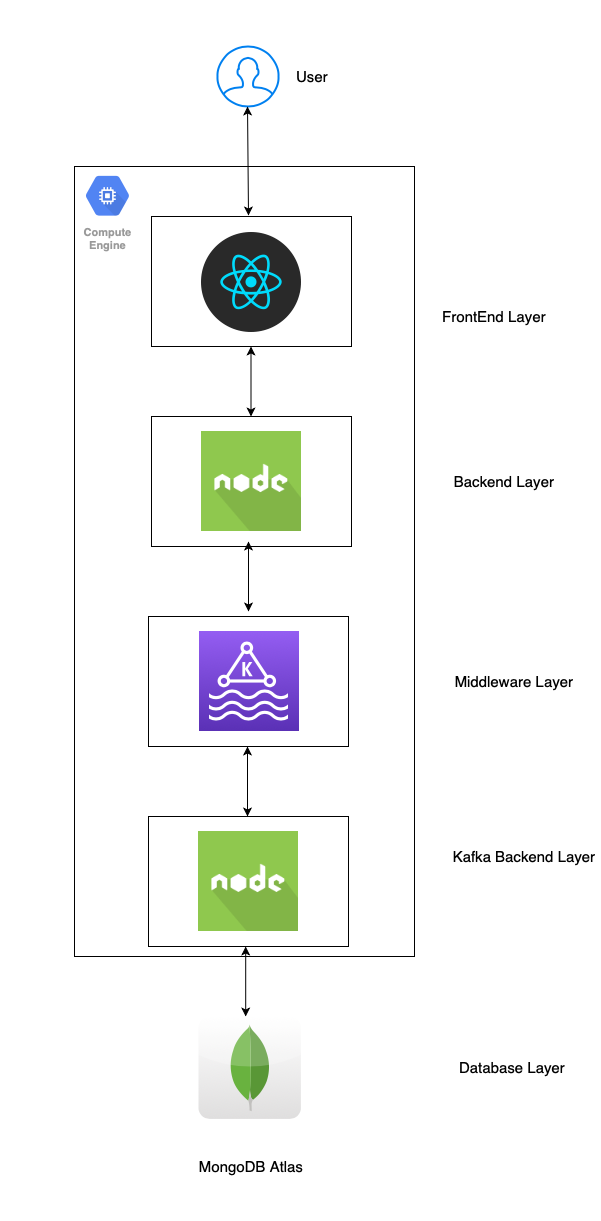 User
Compute
Engine
FrontEnd Layer
node
Backend Layer
K
Middleware Layer
node
Kafka Backend Layer
Database Layer
MongoDB Atlas